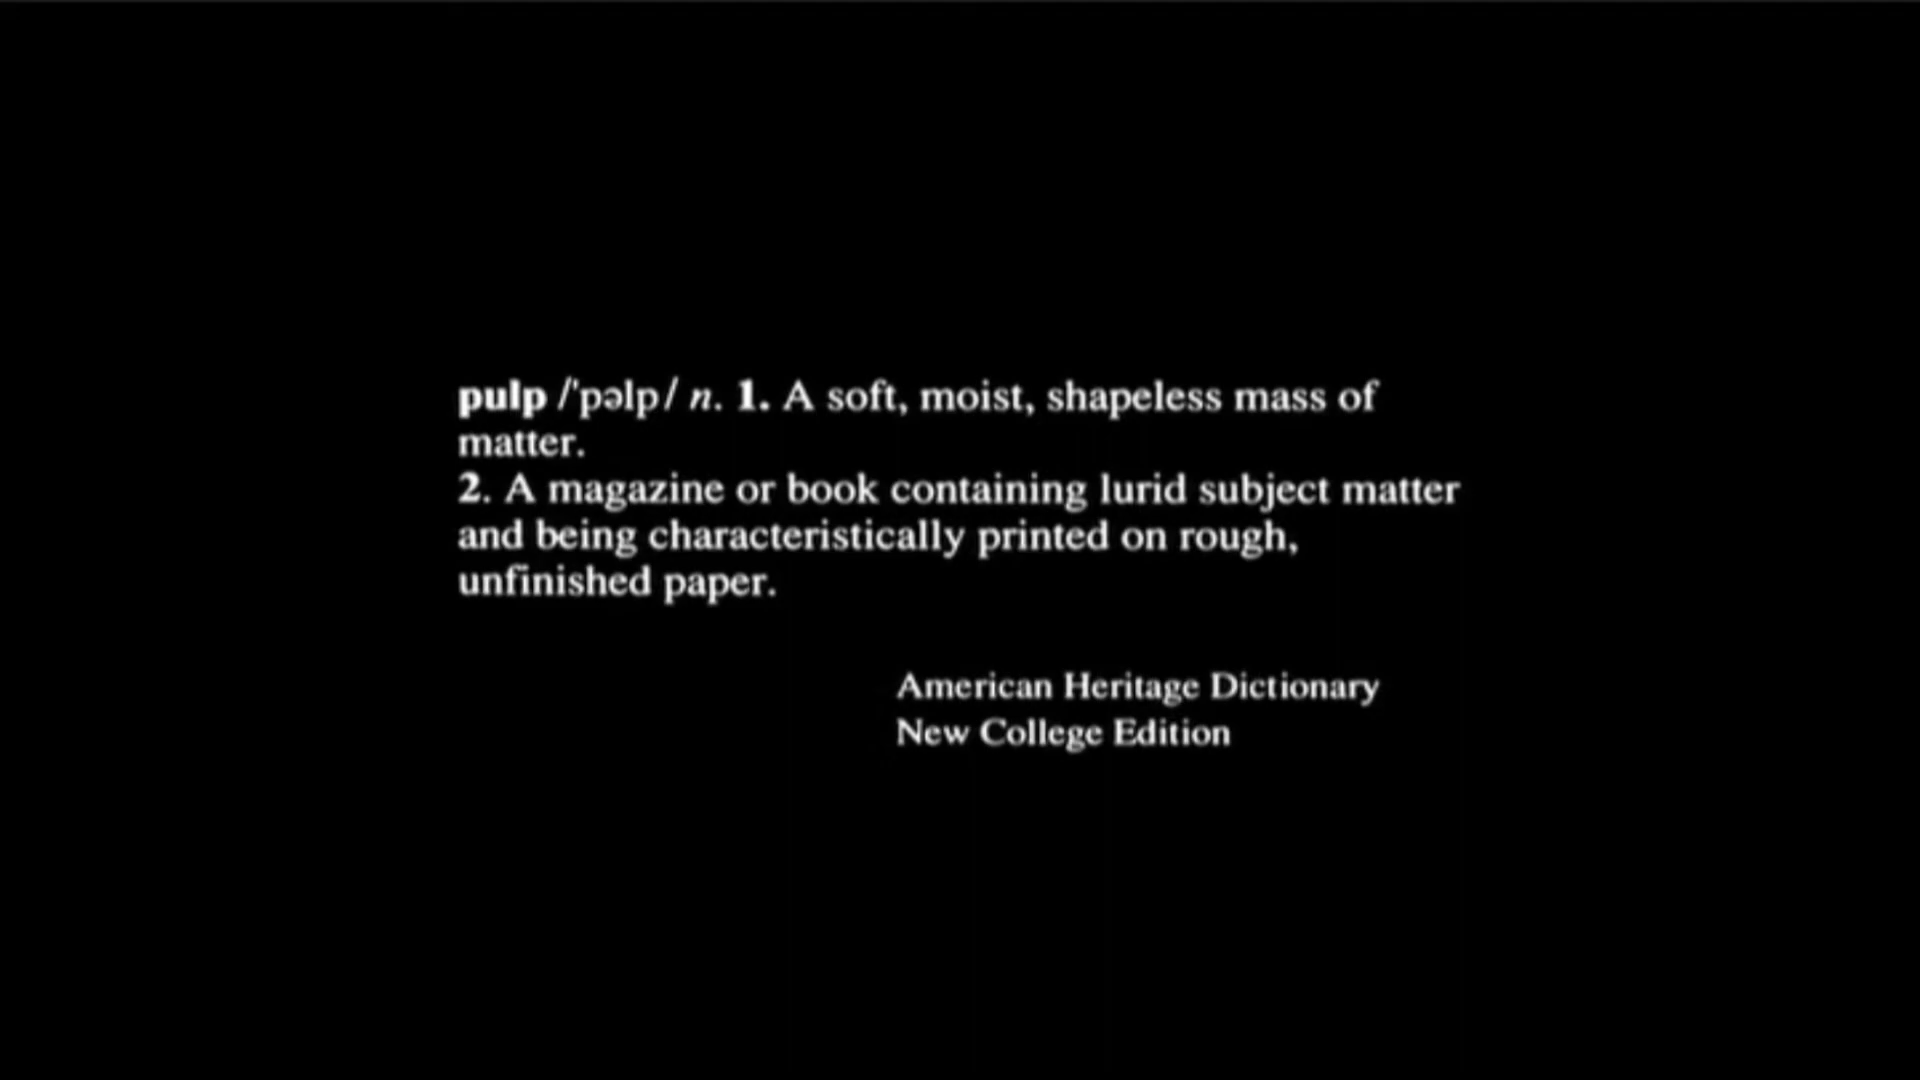 pulp /'pəlp/ n. 1. A soft, moist, shapeless mass of
matter.
2. A magazine or book containing lurid subject matter
and being characteristically printed on rough,
unfinished paper.
American Heritage Dictionary
New College Edition